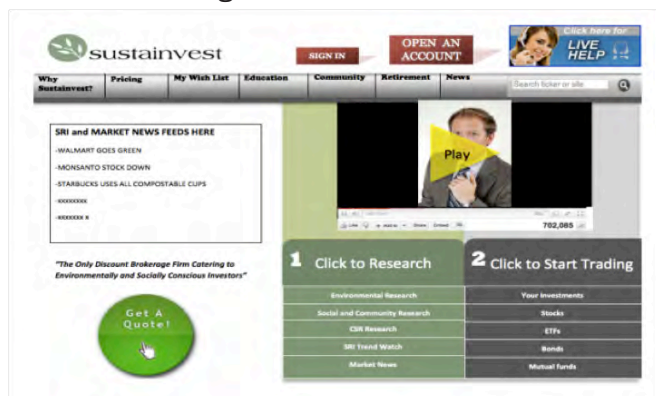 sustainvest
SIGN IN
OPEN AN
ACCOUNT
Click here for
LIVE
HELP
Why
Sustainvest?
Pricing
My Wish List
Education
Community
Retirement
News
Search ticker or site
SRI and MARKET NEWS FEEDS HERE
-WALMART GOES GREEN
-MONSANTO STOCK DOWN
-STARBUCKS USES ALL COMPOSTABLE CUPS
-xxxxxxxx
-xxxxxxx x
Play
702,085
"The Only Discount Brokerage Firm Catering to
Environmentally and Socially Conscious Investors"
Get A
Quote!
1 Click to Research
Environmental Research
Social and Community Research
CSR Research
SRI Trend Watch
Market News
2 Click to Start Trading
Your Investments
Stocks
ETFs
Bonds
Mutual funds